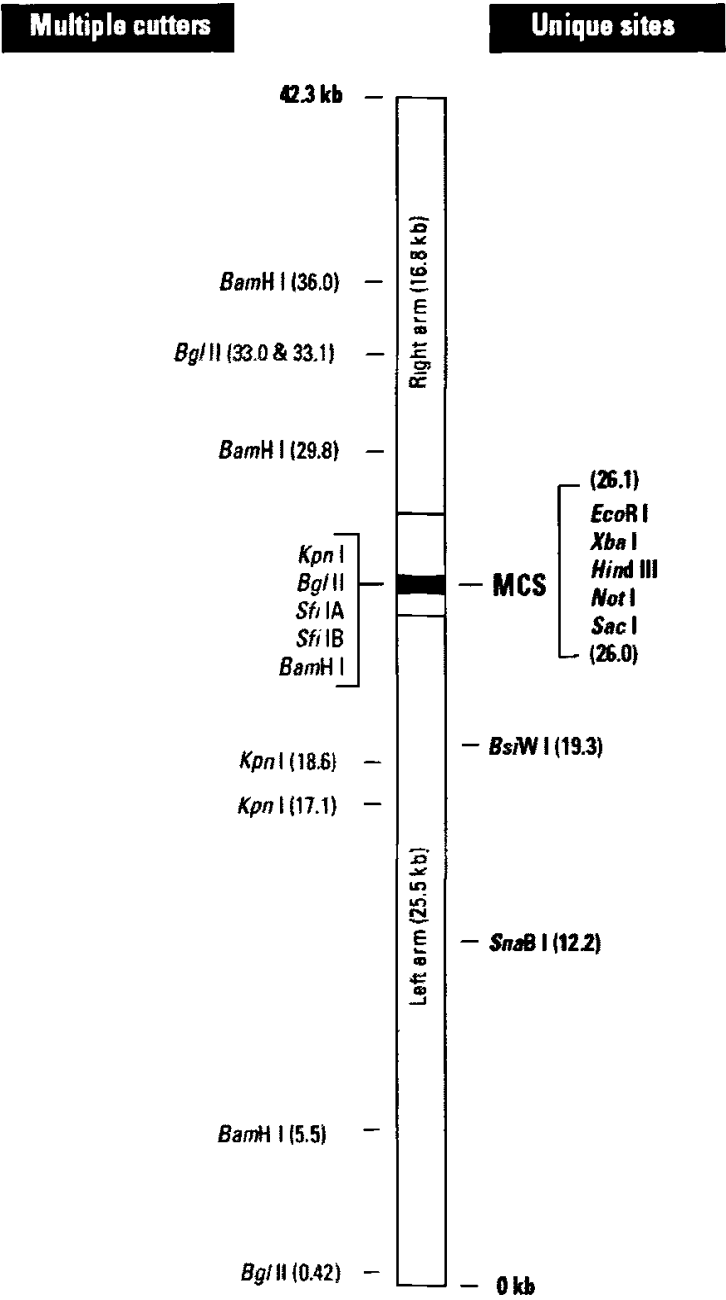 Multiple cutters
Unique sites
42.3 kb
Right arm (16.8 kb)
BamH I (36.0)
Bgl II (33.0 & 33.1)
BamH I (29.8)
Kpn I
Bgl II
Sfi IA
Sfi IB
BamH I
MCS
(26.1)
EcoR I
Xba I
Hind III
Not I
Sac I
(26.0)
BsiW I (19.3)
Kpn I (18.6)
Kpn I (17.1)
Left arm (25.5 kb)
SnaB I (12.2)
BamH I (5.5)
Bgl II (0.42)
0 kb